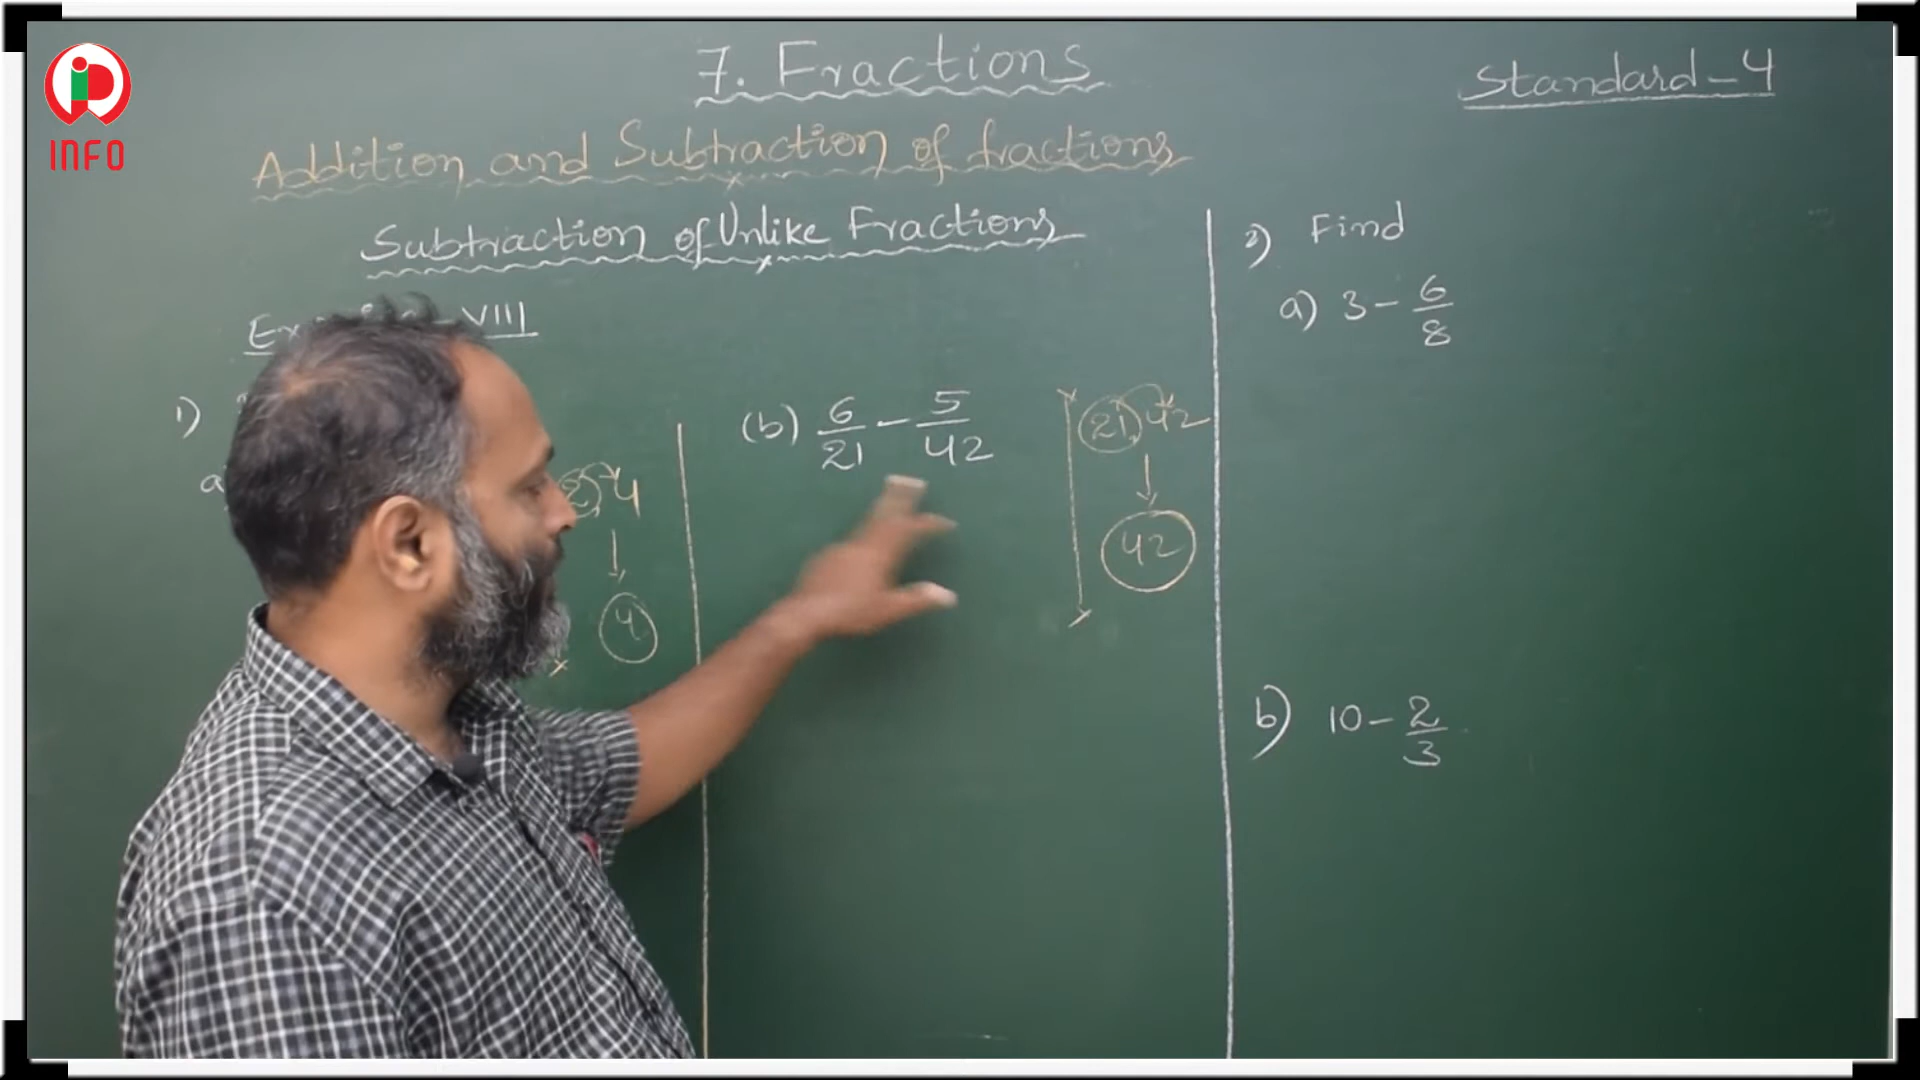 INFO
7. Fractions
Standard - 4
Addition and Subtraction of fractions
Subtraction of Unlike Fractions
VIII
1)
a
2 4
4
(b) 6/21 - 5/42
21, 42
42
2) Find
a) 3 - 6/8
b) 10 - 2/3